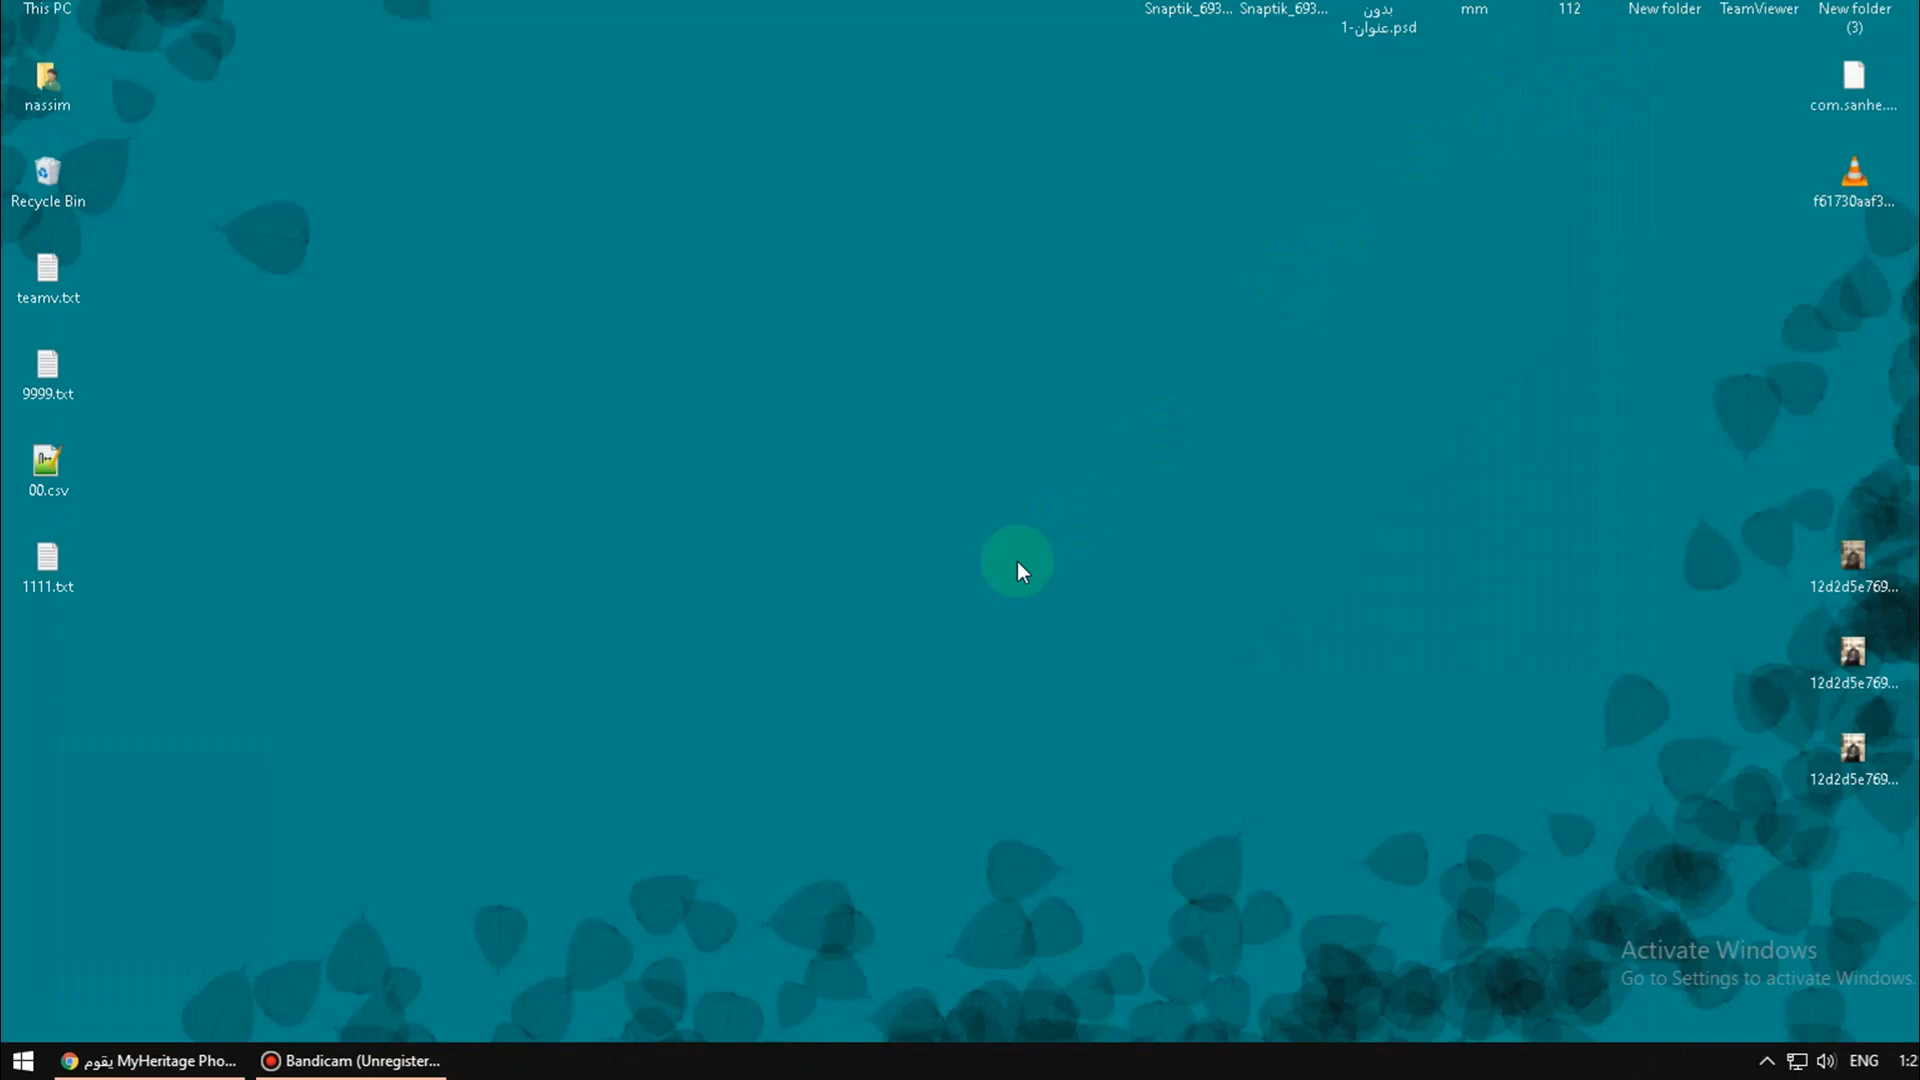 This PC
Snaptik_693...
Snaptik_693...
بدون
عنوان-1.psd
mm
112
New folder
TeamViewer
New folder
(3)
nassim
com.sanhe....
Recycle Bin
f61730aaf3...
teamv.txt
9999.txt
00.csv
1111.txt
12d2d5e769...
12d2d5e769...
12d2d5e769...
Activate Windows
Go to Settings to activate Windows.
يقوم MyHeritage Pho...
Bandicam (Unregister...
ENG
1:2